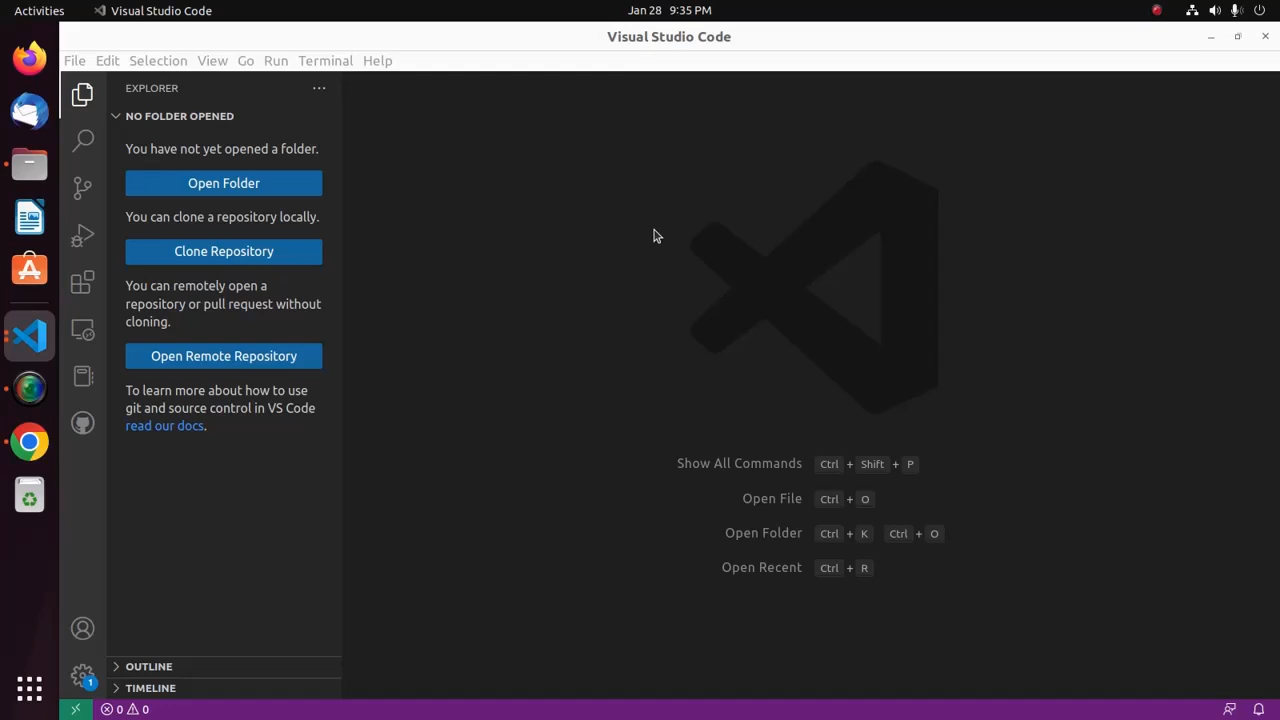 Activities
Visual Studio Code
Jan 28 9:35 PM
Visual Studio Code
File Edit Selection View Go Run Terminal Help
EXPLORER
NO FOLDER OPENED
You have not yet opened a folder.
Open Folder
You can clone a repository locally.
Clone Repository
You can remotely open a
repository or pull request without
cloning.
Open Remote Repository
To learn more about how to use
git and source control in VS Code
read our docs.
Show All Commands Ctrl + Shift + P
Open File Ctrl + O
Open Folder Ctrl + K Ctrl + O
Open Recent Ctrl + R
1
OUTLINE
TIMELINE
0 0